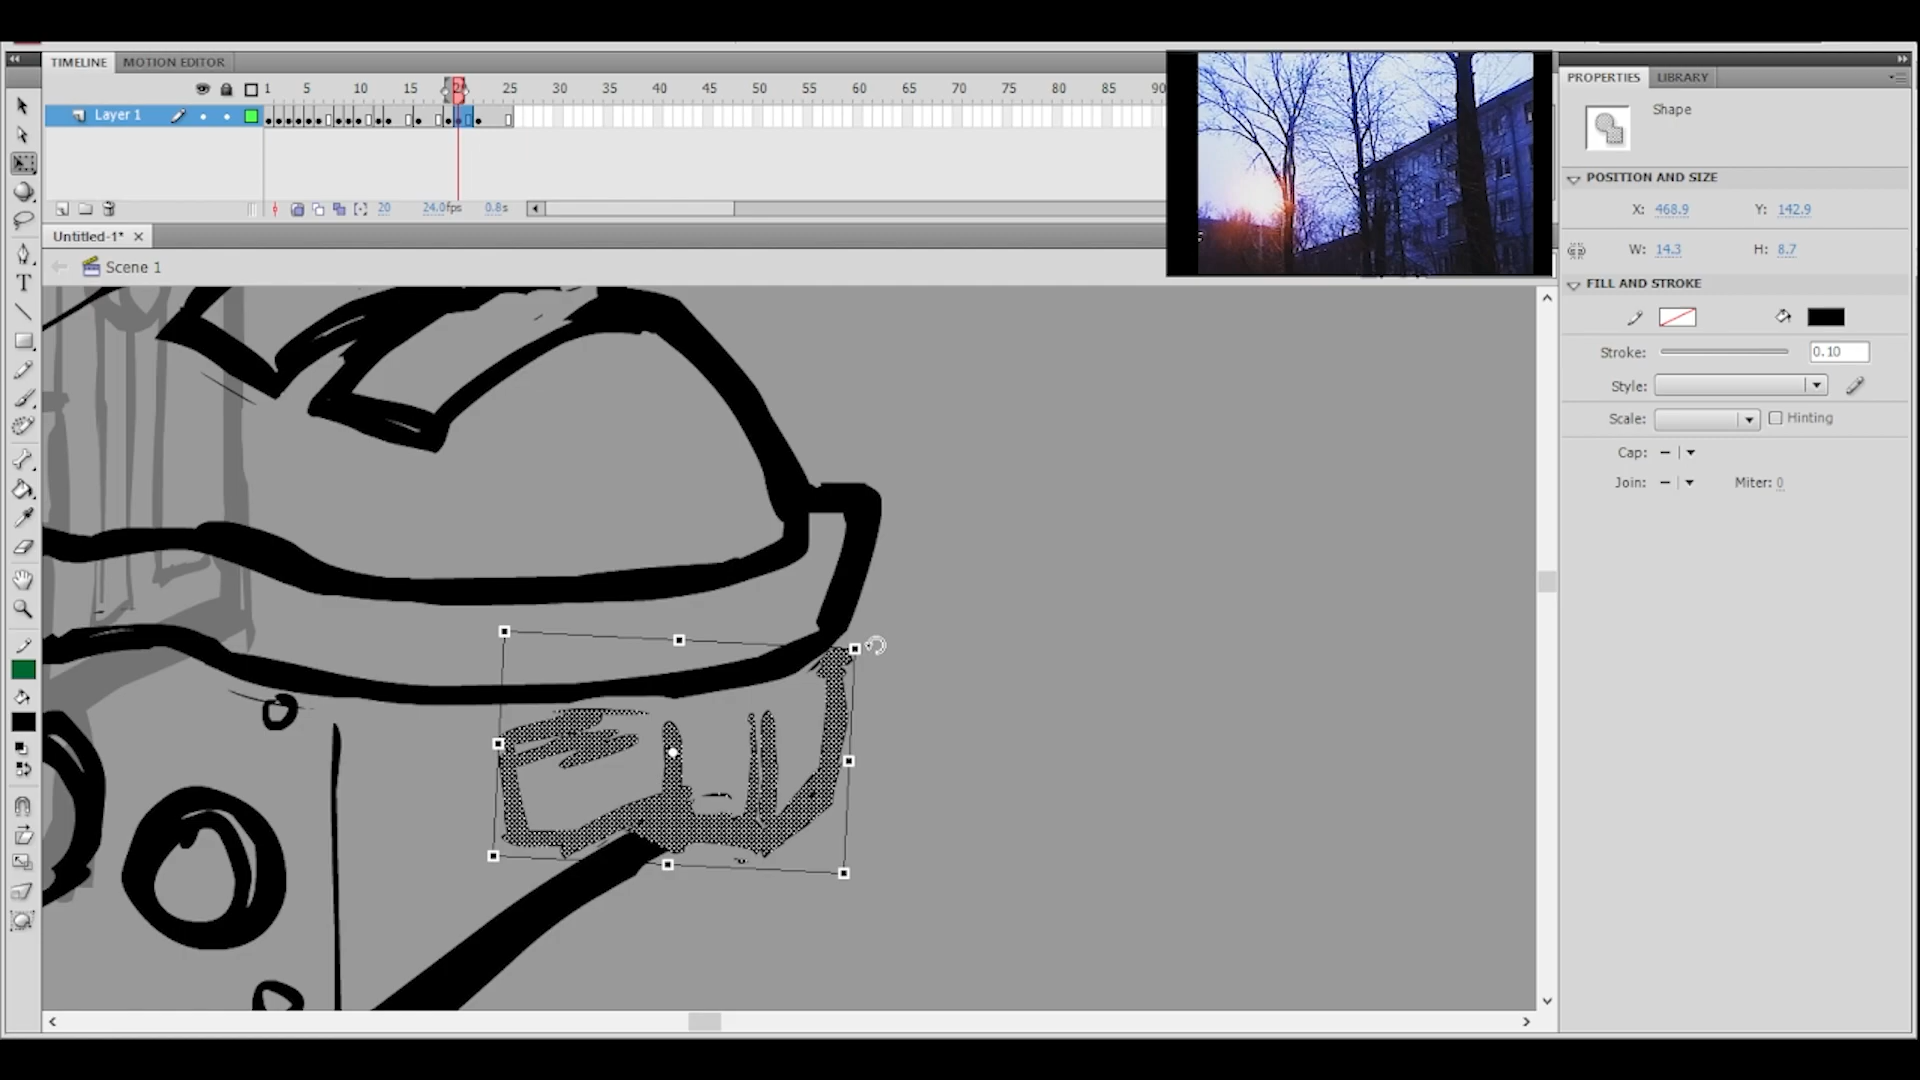 TIMELINE MOTION EDITOR
1 5 10 15 20 25 30 35 40 45 50 55 60 65 70 75 80 85 90
Layer 1
20 24.0fps 0.8s
Untitled-1*
Scene 1
PROPERTIES LIBRARY
Shape
POSITION AND SIZE
X: 468.9 Y: 142.9
W: 14.3 H: 8.7
FILL AND STROKE
Stroke: 0.10
Style:
Scale: Hinting
Cap:
Join: Miter: 0